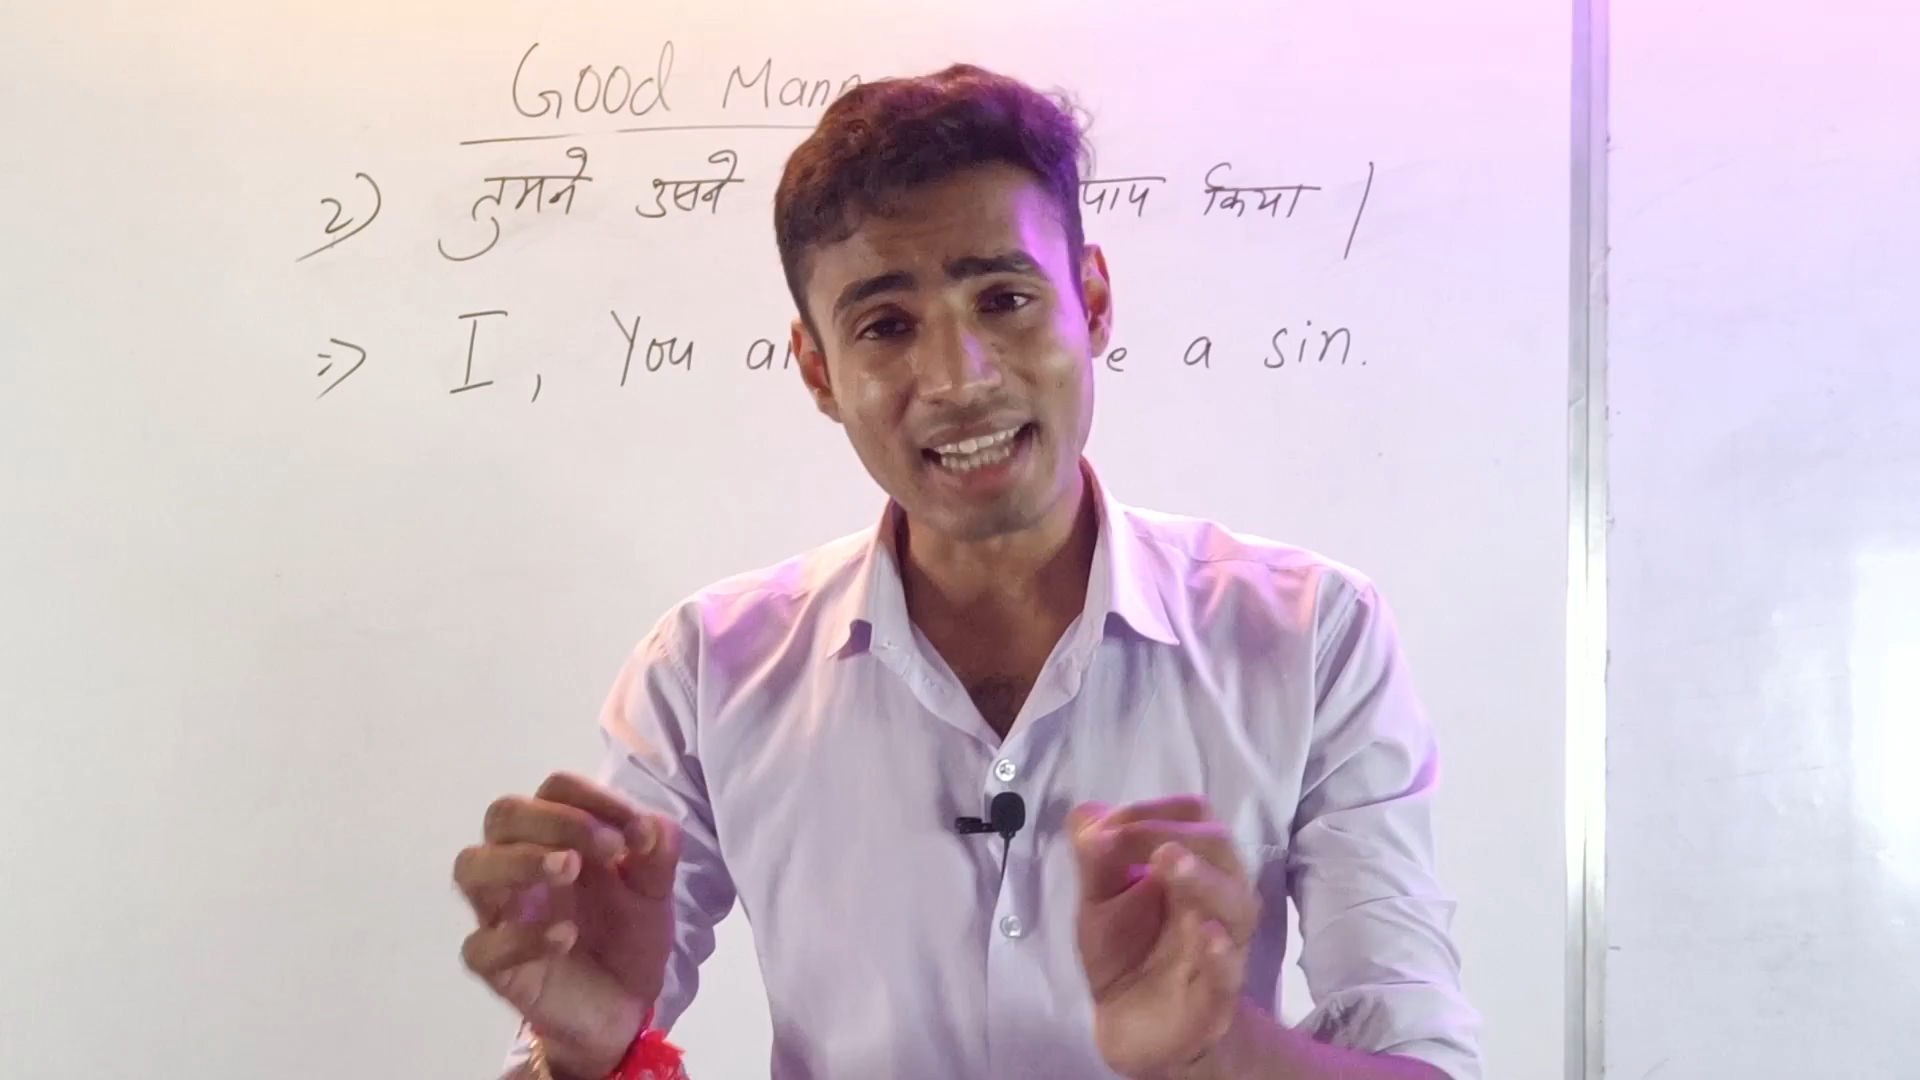 Good Mann
2) तुमने उसने पाप किया |
=> I, You a e a sin.